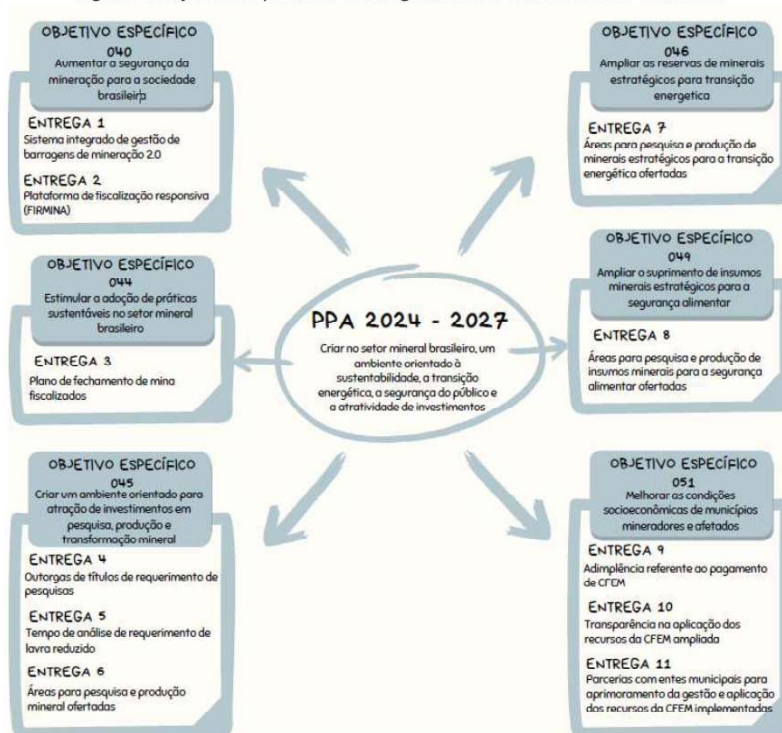 OBJETIVO ESPECÍFICO
040
Aumentar a segurança da
mineração para a sociedade
brasileira
ENTREGA 1
Sistema integrado de gestão de
barragens de mineração 2.0
ENTREGA 2
Plataforma de fiscalização responsiva
(FIRMINA)
OBJETIVO ESPECÍFICO
044
Estimular a adoção de práticas
sustentáveis no setor mineral
brasileiro
ENTREGA 3
Plano de fechamento de mina
fiscalizados
OBJETIVO ESPECÍFICO
045
Criar um ambiente orientado para
atração de investimentos em
pesquisa, produção e
transformação mineral
ENTREGA 4
Outorgas de títulos de requerimento de
pesquisas
ENTREGA 5
Tempo de análise de requerimento de
lavra reduzido
ENTREGA 6
Áreas para pesquisa e produção
mineral ofertadas
PPA 2024 - 2027
Criar no setor mineral brasileiro, um
ambiente orientado à
sustentabilidade, a transição
energética, a segurança do público e
a atratividade de investimentos
OBJETIVO ESPECÍFICO
046
Ampliar as reservas de minerais
estratégicos para transição
energetica
ENTREGA 7
Áreas para pesquisa e produção de
minerais estratégicos para a transição
energética ofertadas
OBJETIVO ESPECÍFICO
049
Ampliar o suprimento de insumos
minerais estratégicos para a
segurança alimentar
ENTREGA 8
Áreas para pesquisa e produção de
insumos minerais para a segurança
alimentar ofertadas
OBJETIVO ESPECÍFICO
051
Melhorar as condições
socioeconômicas de municípios
mineradores e afetados
ENTREGA 9
Adimplência referente ao pagamento
de CFEM
ENTREGA 10
Transparência na aplicação dos
recursos da CFEM ampliada
ENTREGA 11
Parcerias com entes municipais para
aprimoramento da gestão e aplicação
dos recursos da CFEM implementadas